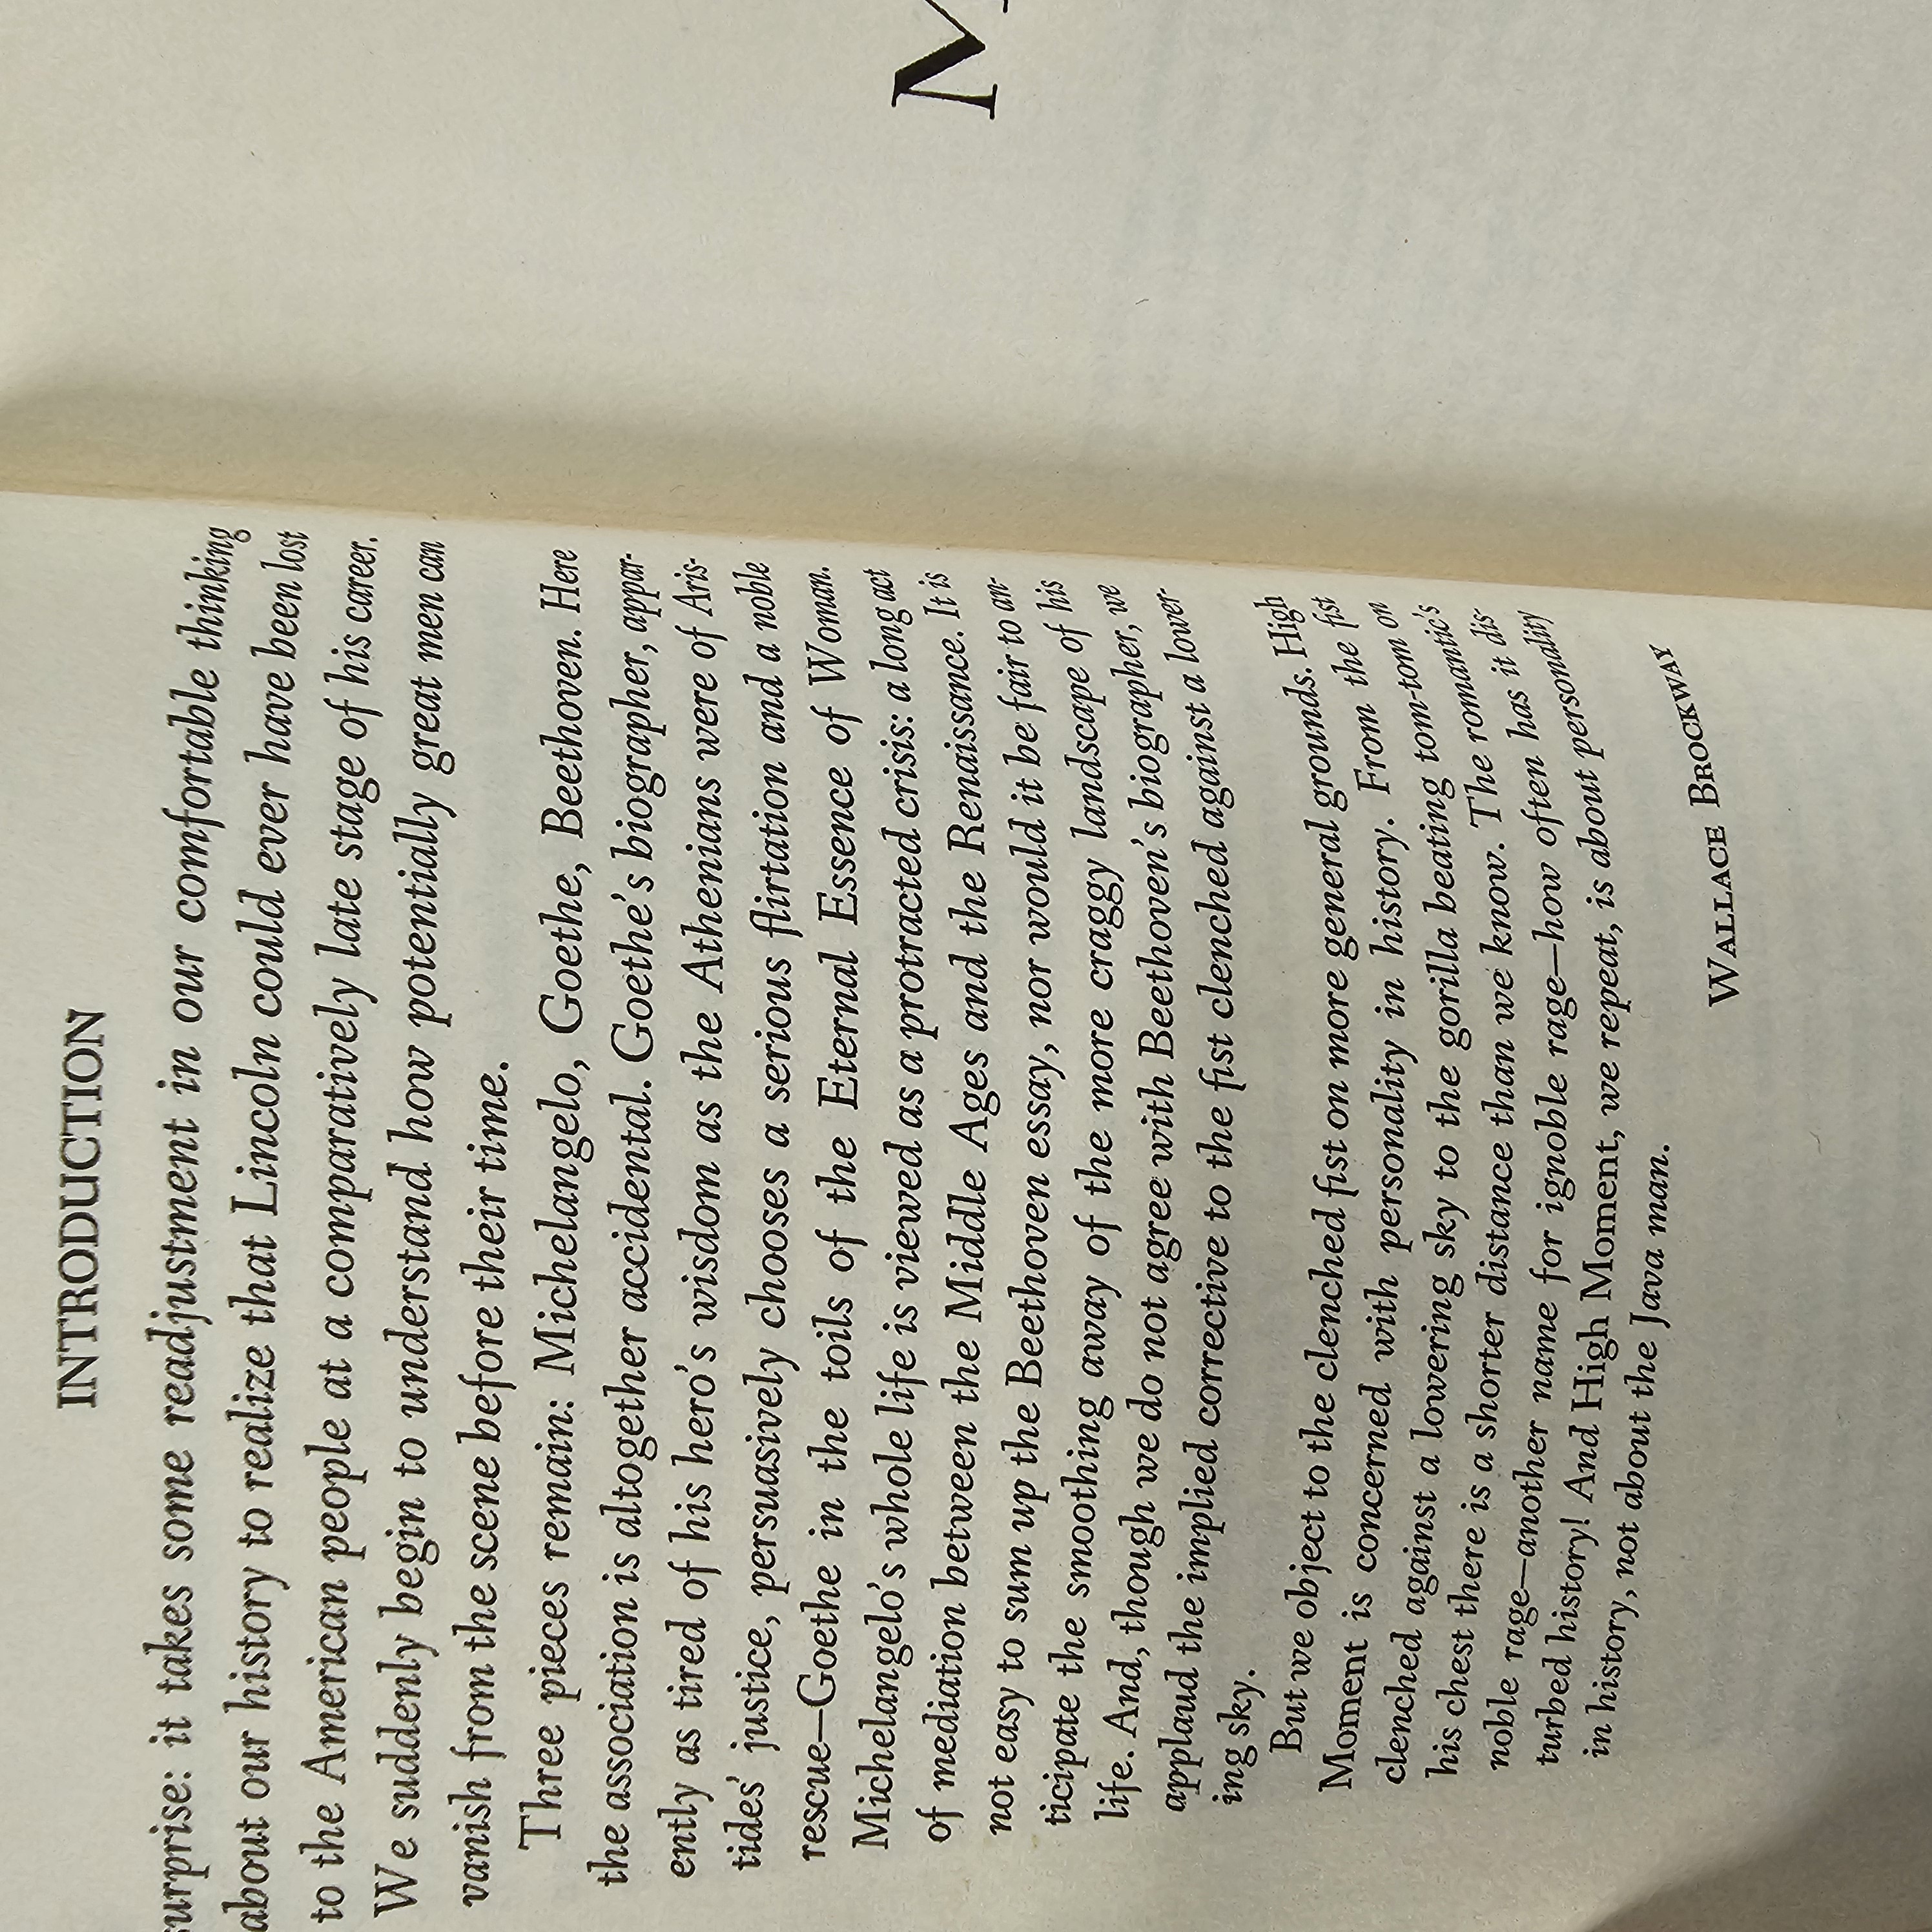 INTRODUCTION
surprise: it takes some readjustment in our comfortable thinking
about our history to realize that Lincoln could ever have been lost
to the American people at a comparatively late stage of his career.
We suddenly begin to understand how potentially great men can
vanish from the scene before their time.
Three pieces remain: Michelangelo, Goethe, Beethoven. Here
the association is altogether accidental. Goethe's biographer, appar-
ently as tired of his hero's wisdom as the Athenians were of Aris-
tides' justice, persuasively chooses a serious flirtation and a noble
rescue—Goethe in the toils of the Eternal Essence of Woman.
Michelangelo's whole life is viewed as a protracted crisis: a long act
of mediation between the Middle Ages and the Renaissance. It is
not easy to sum up the Beethoven essay, nor would it be fair to an-
ticipate the smoothing away of the more craggy landscape of his
life. And, though we do not agree with Beethoven's biographer, we
applaud the implied corrective to the fist clenched against a lower-
ing sky.
But we object to the clenched fist on more general grounds. High
Moment is concerned with personality in history. From the fist
clenched against a lowering sky to the gorilla beating tom-tom on
his chest there is a shorter distance than we know. The romantic's
noble rage—another name for ignoble rage—how often has it dis-
turbed history! And High Moment, we repeat, is about personality
in history, not about the Java man.
WALLACE BROCKWAY
M